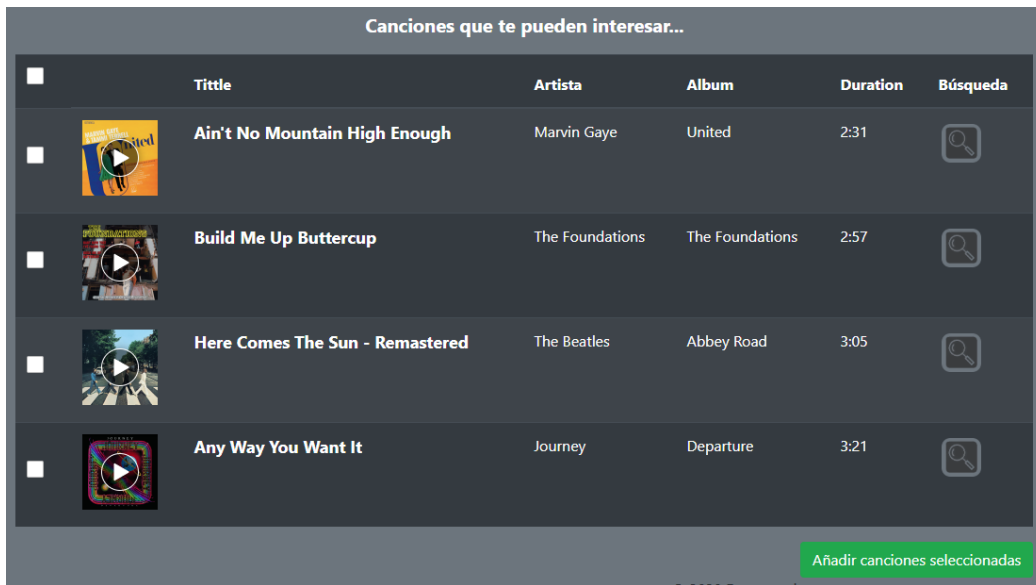 Canciones que te pueden interesar...
Tittle Artista Album Duration Búsqueda
Ain't No Mountain High Enough Marvin Gaye United 2:31
Build Me Up Buttercup The Foundations The Foundations 2:57
Here Comes The Sun - Remastered The Beatles Abbey Road 3:05
Any Way You Want It Journey Departure 3:21
Añadir canciones seleccionadas